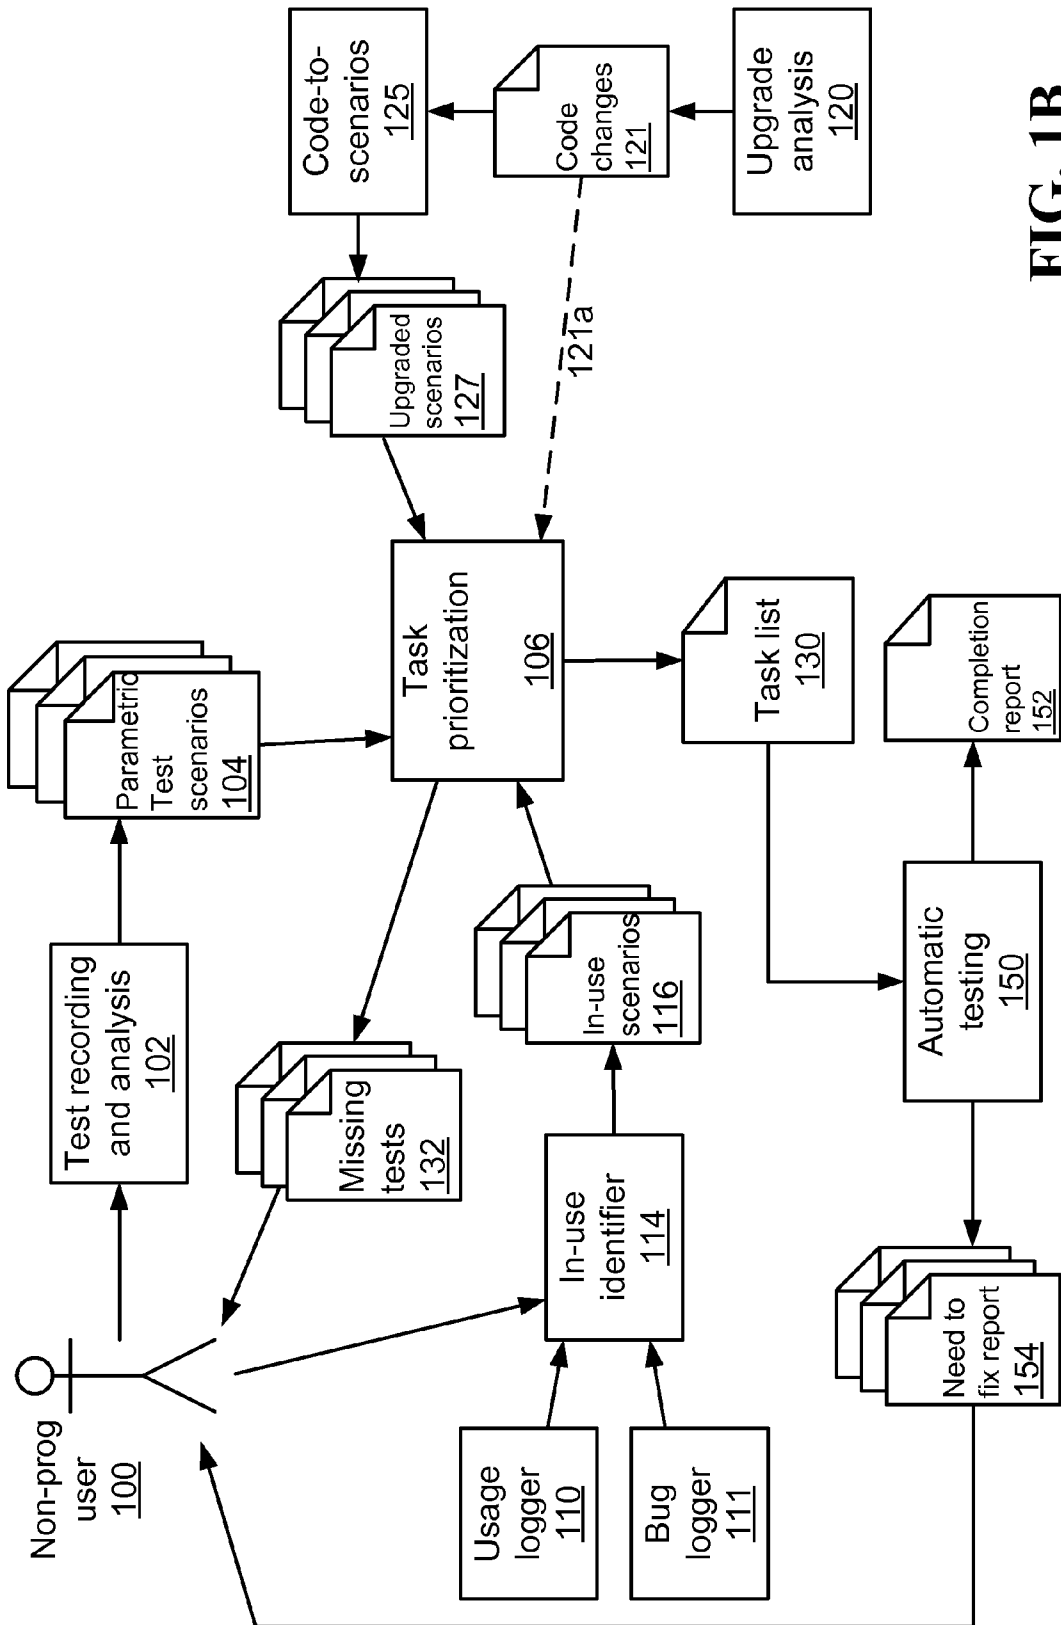 Non-prog
user
100
Test recording
and analysis
102
Parametric
Test
scenarios
104
Missing
tests
132
Task
prioritization
106
Upgraded
scenarios
127
Code-to-
scenarios
125
Code
changes
121
121a
Upgrade
analysis
120
Usage
logger
110
Bug
logger
111
In-use
identifier
114
In-use
scenarios
116
Task list
130
Need to
fix report
154
Automatic
testing
150
Completion
report
152
FIG. 1B